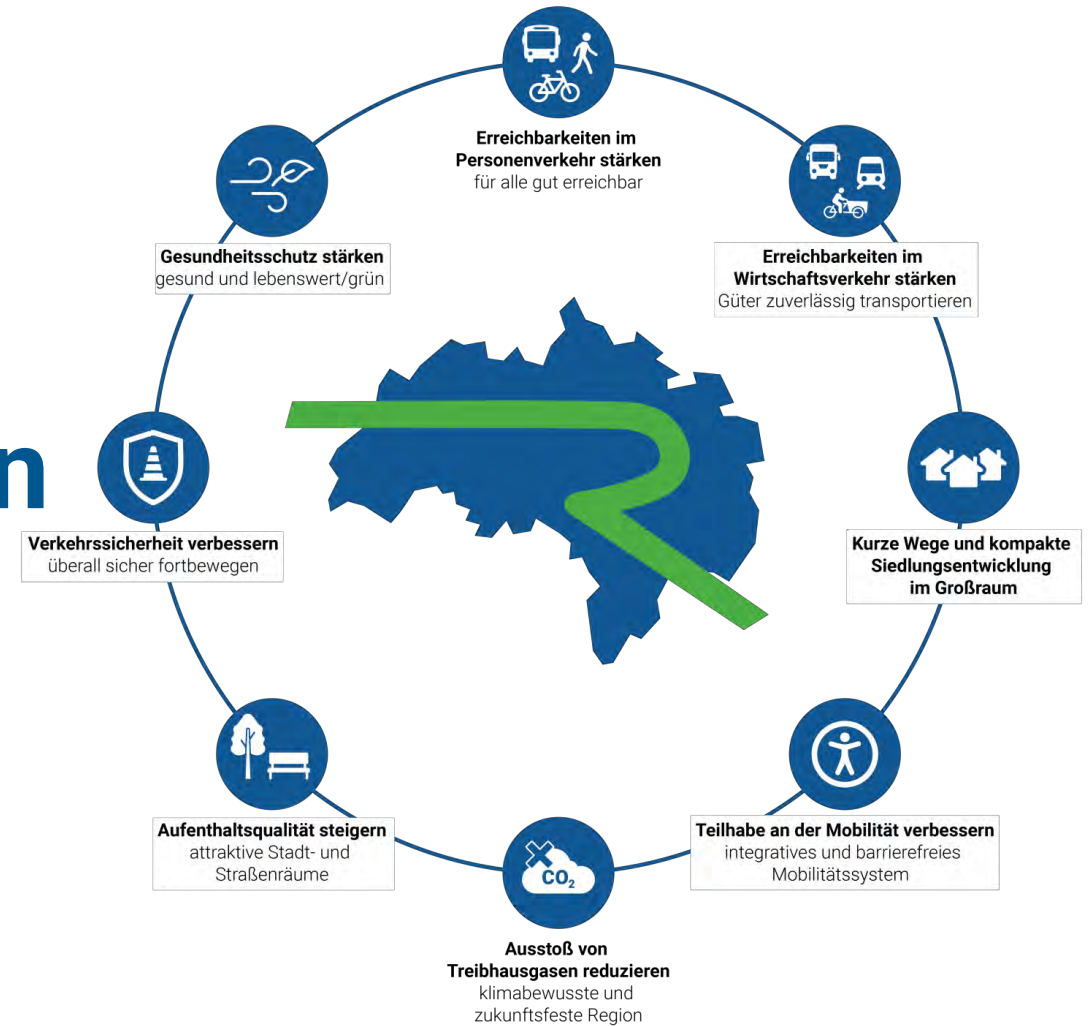 Erreichbarkeiten im
Personenverkehr stärken
für alle gut erreichbar
Erreichbarkeiten im
Wirtschaftsverkehr stärken
Güter zuverlässig transportieren
Kurze Wege und kompakte
Siedlungsentwicklung
im Großraum
Teilhabe an der Mobilität verbessern
integratives und barrierefreies
Mobilitätssystem
CO₂
Ausstoß von
Treibhausgasen reduzieren
klimabewusste und
zukunftsfeste Region
Aufenthaltsqualität steigern
attraktive Stadt- und
Straßenräume
n
Verkehrssicherheit verbessern
überall sicher fortbewegen
Gesundheitsschutz stärken
gesund und lebenswert/grün